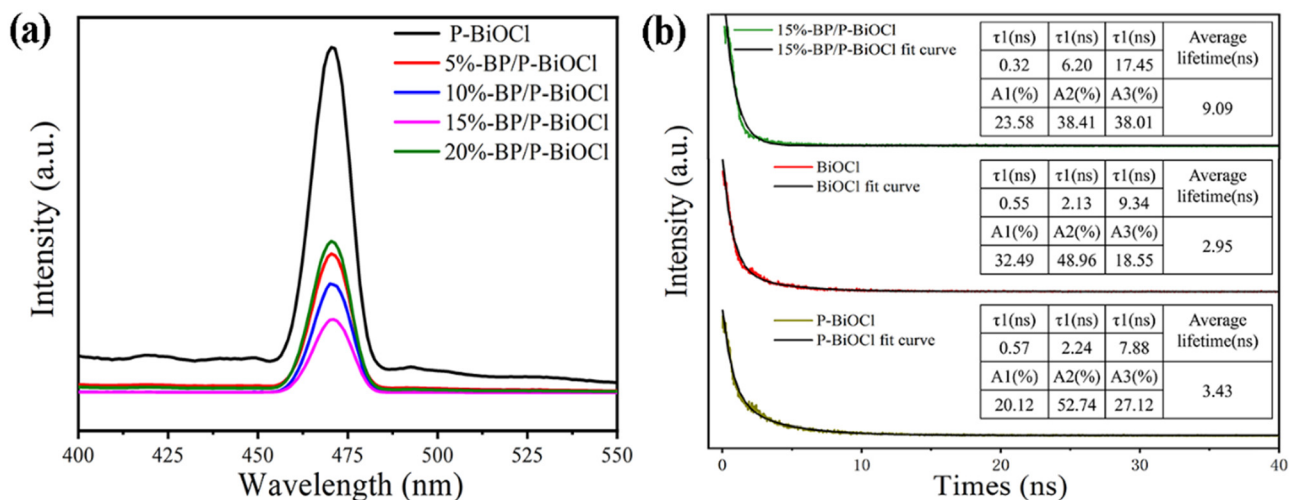 (a)
P-BiOCl
5%-BP/P-BiOCl
10%-BP/P-BiOCl
15%-BP/P-BiOCl
20%-BP/P-BiOCl
Intensity (a.u.)
400 425 450 475 500 525 550
Wavelength (nm)
(b)
15%-BP/P-BiOCl
15%-BP/P-BiOCl fit curve
τ1(ns) τ1(ns) τ1(ns) Average lifetime(ns)
0.32 6.20 17.45
A1(%) A2(%) A3(%) 9.09
23.58 38.41 38.01
BiOCl
BiOCl fit curve
τ1(ns) τ1(ns) τ1(ns) Average lifetime(ns)
0.55 2.13 9.34
A1(%) A2(%) A3(%) 2.95
32.49 48.96 18.55
P-BiOCl
P-BiOCl fit curve
τ1(ns) τ1(ns) τ1(ns) Average lifetime(ns)
0.57 2.24 7.88
A1(%) A2(%) A3(%) 3.43
20.12 52.74 27.12
Intensity (a.u.)
0 10 20 30 40
Times (ns)